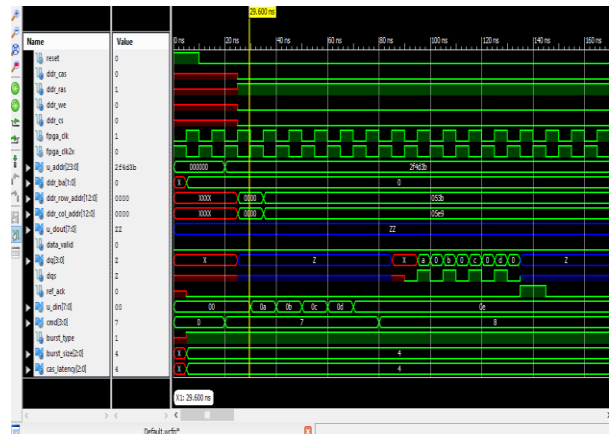 29.600 ns
Name Value 0 ns 20 ns 40 ns 60 ns 80 ns 100 ns 120 ns 140 ns 160 ns
reset 0
ddr_cas 0
ddr_ras 1
ddr_we 0
ddr_cs 0
fpga_clk 1
fpga_clk2x 0
u_addr[23:0] 2f4d3b 000000 2f4d3b
ddr_ba[1:0] 0 X 0
ddr_row_addr[12:0] 0000 XXXX 0000 053b
ddr_col_addr[12:0] 0000 XXXX 0000 05e9
u_dout[7:0] ZZ ZZ
data_valid 0
dq[3:0] Z X Z X a 0 b 0 c 0 d 0 Z
dqs Z
ref_ack 0
u_din[7:0] 00 00 0a 0b 0c 0d 0e
cmd[3:0] 7 0 7 8
burst_type 1
burst_size[2:0] 4 X 4
cas_latency[2:0] 4 X 4
X1: 29.600 ns
Default.wcfg*